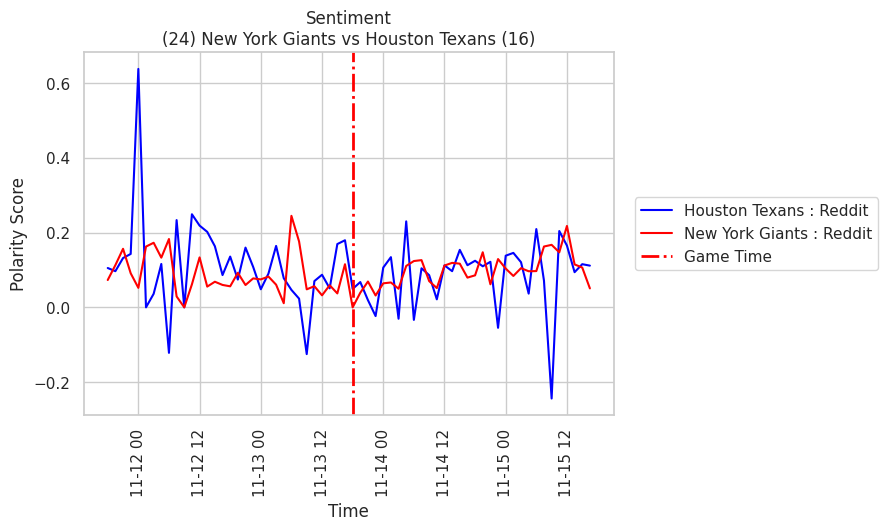 Sentiment
(24) New York Giants vs Houston Texans (16)
Polarity Score
0.6
0.4
0.2
0.0
−0.2
11-12 00
11-12 12
11-13 00
11-13 12
11-14 00
11-14 12
11-15 00
11-15 12
Time
Houston Texans : Reddit
New York Giants : Reddit
Game Time